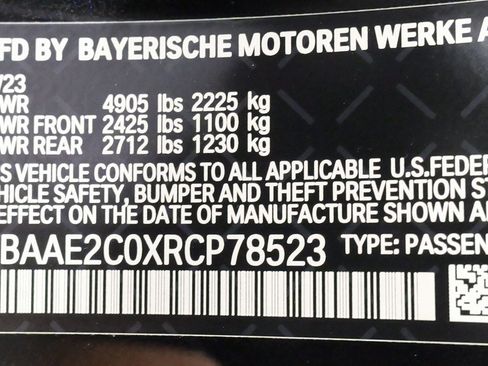 MFD BY BAYERISCHE MOTOREN WERKE A
/23
WR 4905 lbs 2225 kg
WR FRONT 2425 lbs 1100 kg
WR REAR 2712 lbs 1230 kg
S VEHICLE CONFORMS TO ALL APPLICABLE U.S.FEDER
HICLE SAFETY, BUMPER AND THEFT PREVENTION S
EFFECT ON THE DATE OF MANUFACTURE SHOWN A
BAAE2C0XRCP78523 TYPE: PASSEN